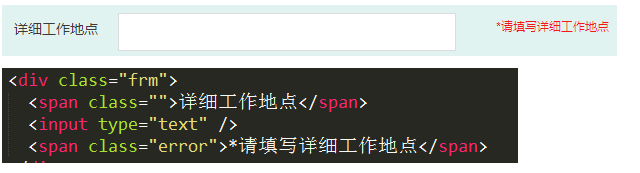 详细工作地点 *请填写详细工作地点
<div class="frm">
<span class="">详细工作地点</span>
<input type="text" />
<span class="error">*请填写详细工作地点</span>